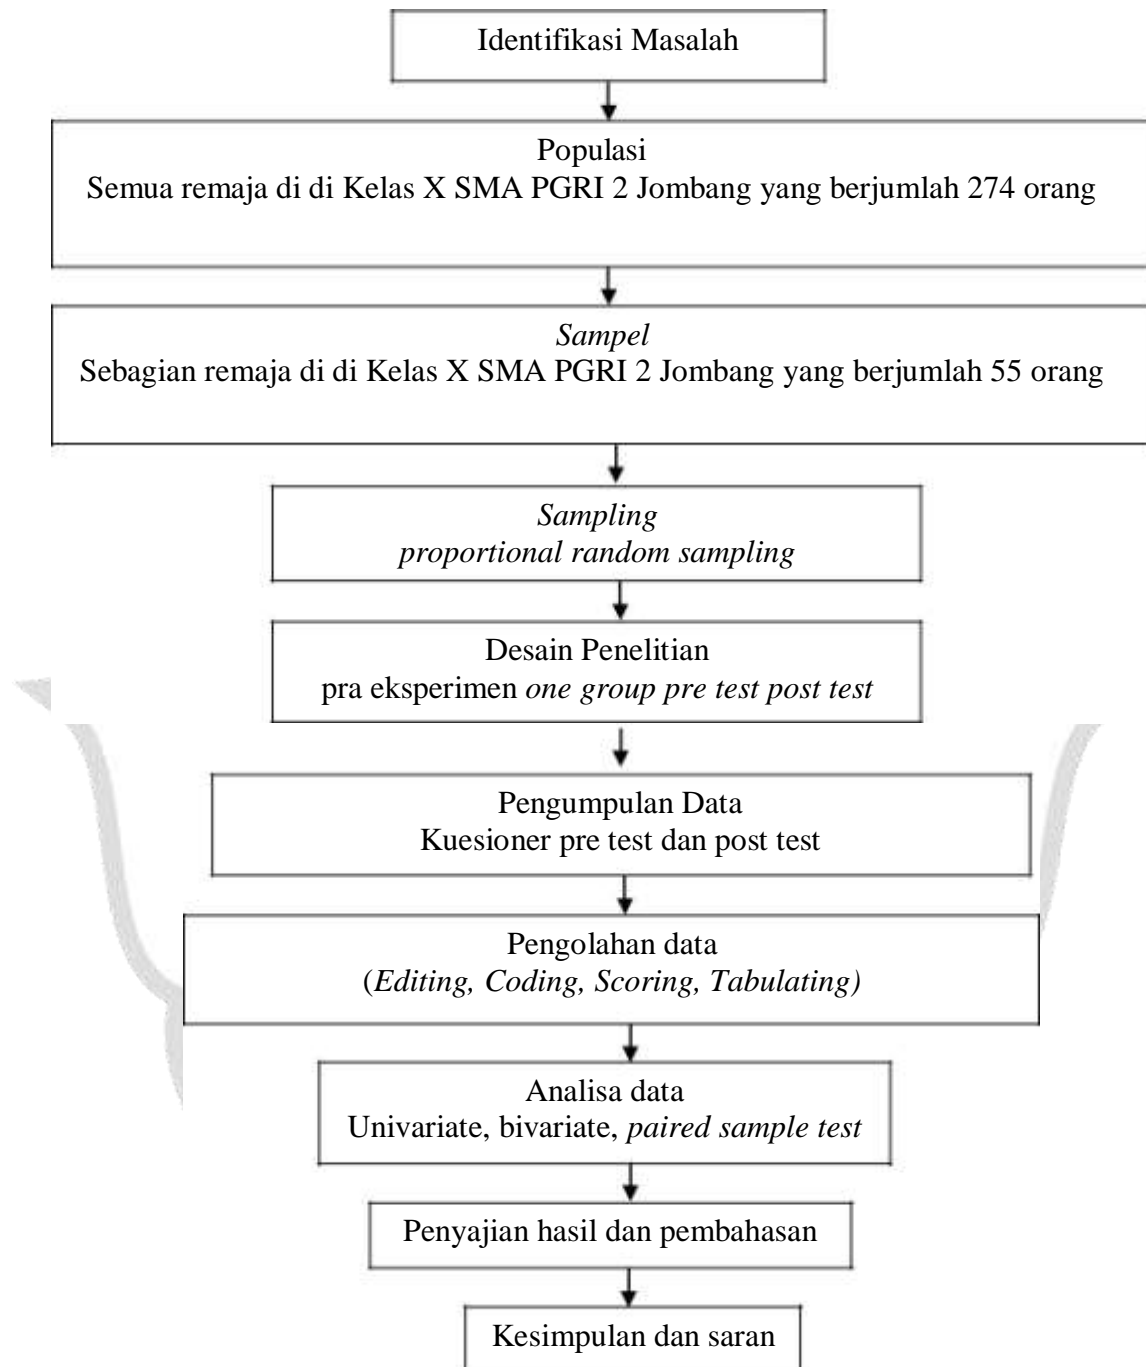 Identifikasi Masalah
Populasi
Semua remaja di di Kelas X SMA PGRI 2 Jombang yang berjumlah 274 orang
Sampel
Sebagian remaja di di Kelas X SMA PGRI 2 Jombang yang berjumlah 55 orang
Sampling
proportional random sampling
Desain Penelitian
pra eksperimen one group pre test post test
Pengumpulan Data
Kuesioner pre test dan post test
Pengolahan data
(Editing, Coding, Scoring, Tabulating)
Analisa data
Univariate, bivariate, paired sample test
Penyajian hasil dan pembahasan
Kesimpulan dan saran